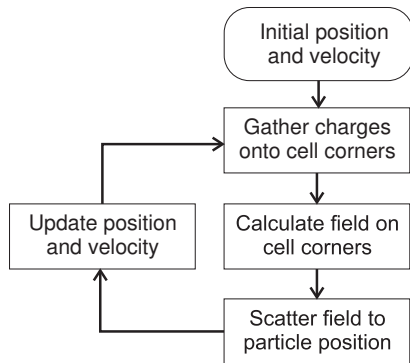 Initial position
and velocity
Gather charges
onto cell corners
Update position
and velocity
Calculate field on
cell corners
Scatter field to
particle position